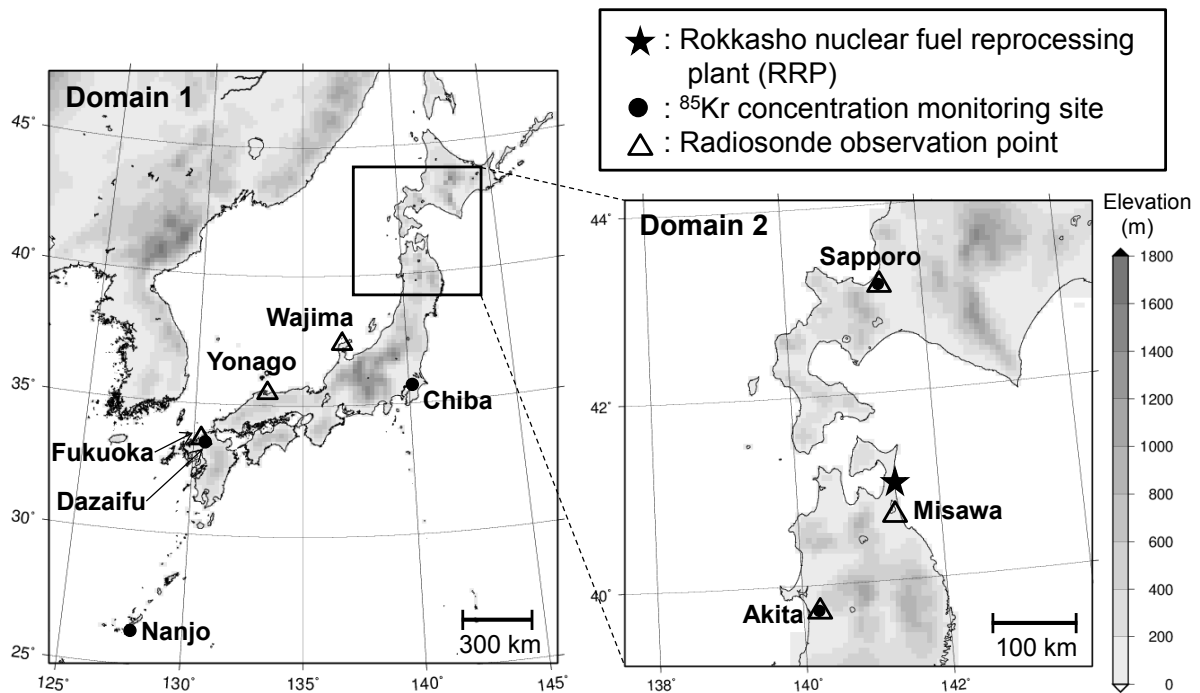 ★ : Rokkasho nuclear fuel reprocessing
plant (RRP)
● : ⁸⁵Kr concentration monitoring site
△ : Radiosonde observation point
Domain 1
45˚
40˚
35˚
30˚
25˚
125˚
130˚
135˚
140˚
145˚
Wajima
Yonago
Chiba
Fukuoka
Dazaifu
Nanjo
300 km
Domain 2
44˚
42˚
40˚
138˚
140˚
142˚
Sapporo
Misawa
Akita
100 km
Elevation
(m)
1800
1600
1400
1200
1000
800
600
400
200
0